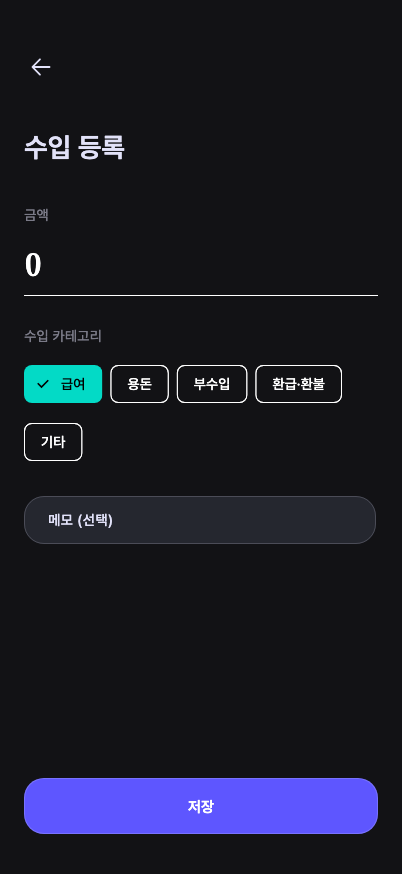 수입 등록
금액
0
수입 카테고리
급여 용돈 부수입 환급·환불
기타
메모 (선택)
저장